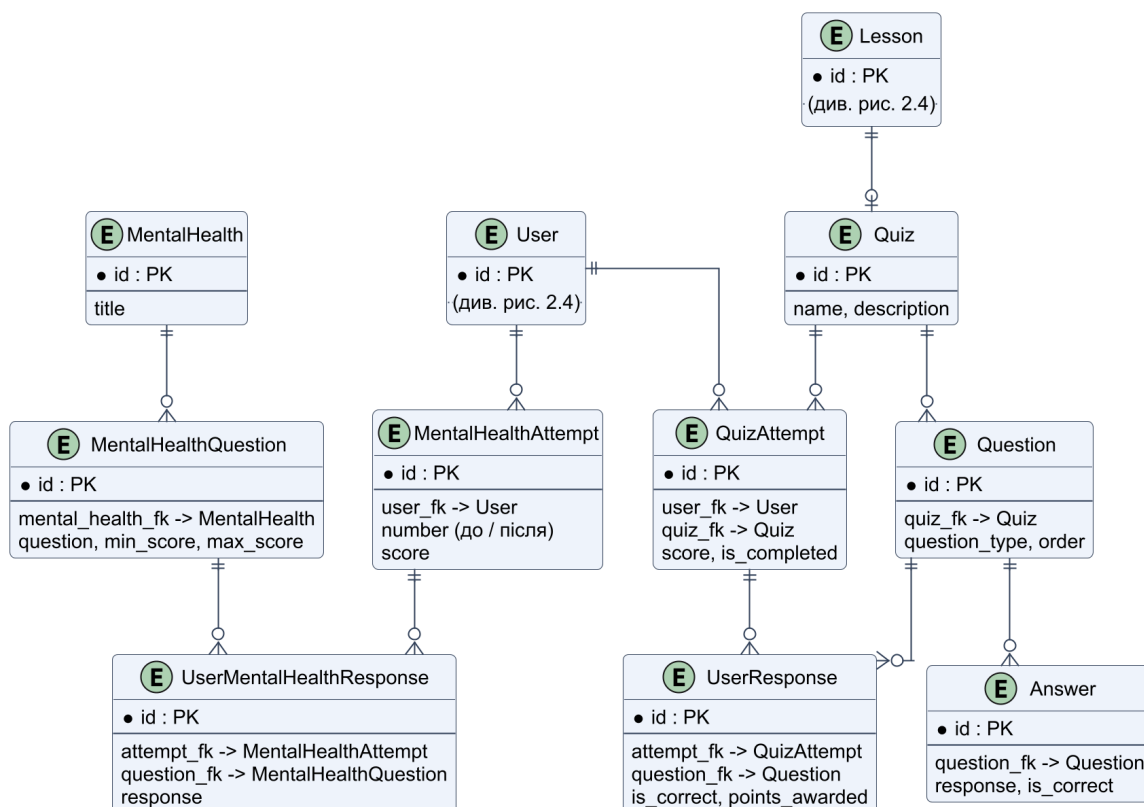 E Lesson
id : PK
(див. рис. 2.4)
E MentalHealth
id : PK
title
E User
id : PK
(див. рис. 2.4)
E Quiz
id : PK
name, description
E MentalHealthQuestion
id : PK
mental_health_fk -> MentalHealth
question, min_score, max_score
E MentalHealthAttempt
id : PK
user_fk -> User
number (до / після)
score
E QuizAttempt
id : PK
user_fk -> User
quiz_fk -> Quiz
score, is_completed
E Question
id : PK
quiz_fk -> Quiz
question_type, order
E UserMentalHealthResponse
id : PK
attempt_fk -> MentalHealthAttempt
question_fk -> MentalHealthQuestion
response
E UserResponse
id : PK
attempt_fk -> QuizAttempt
question_fk -> Question
is_correct, points_awarded
E Answer
id : PK
question_fk -> Question
response, is_correct